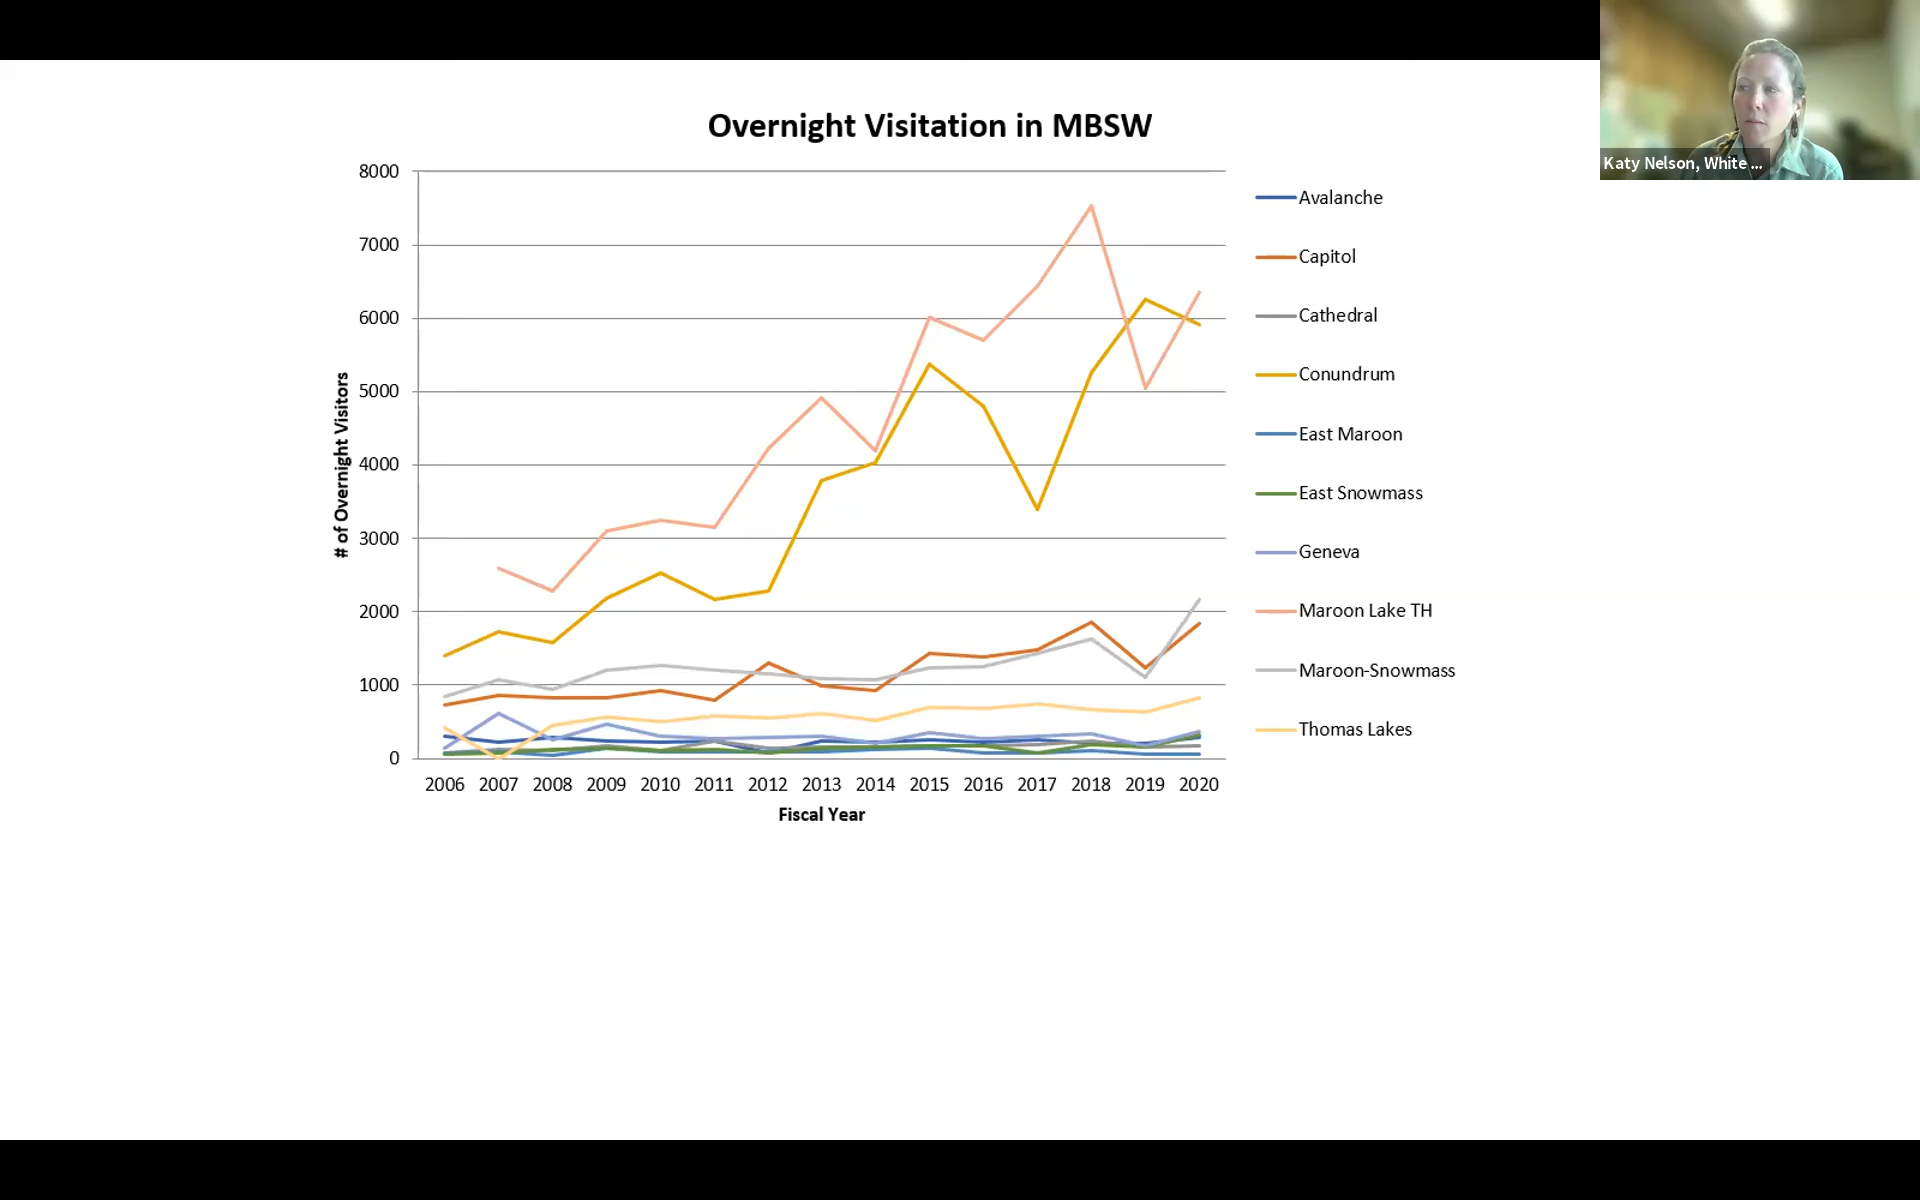 Katy Nelson, White ...
Overnight Visitation in MBSW
# of Overnight Visitors
8000
7000
6000
5000
4000
3000
2000
1000
0
2006 2007 2008 2009 2010 2011 2012 2013 2014 2015 2016 2017 2018 2019 2020
Fiscal Year
Avalanche
Capitol
Cathedral
Conundrum
East Maroon
East Snowmass
Geneva
Maroon Lake TH
Maroon-Snowmass
Thomas Lakes